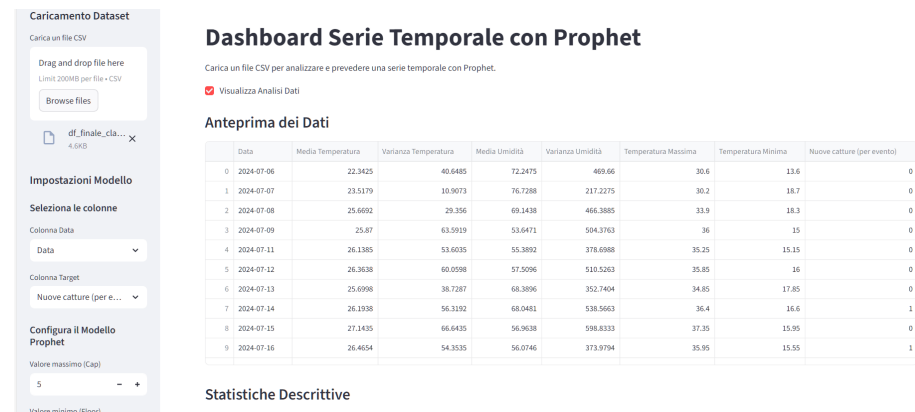 Caricamento Dataset
Carica un file CSV
Drag and drop file here
Limit 200MB per file • CSV
Browse files
df_finale_cla...
4.6KB
Impostazioni Modello
Seleziona le colonne
Colonna Data
Data
Colonna Target
Nuove catture (per e...
Configura il Modello
Prophet
Valore massimo (Cap)
5
Valore minimo (Floor)
Dashboard Serie Temporale con Prophet
Carica un file CSV per analizzare e prevedere una serie temporale con Prophet.
Visualizza Analisi Dati
Anteprima dei Dati
Data Media Temperatura Varianza Temperatura Media Umidità Varianza Umidità Temperatura Massima Temperatura Minima Nuove catture (per evento)
0 2024-07-06 22.3425 40.6485 72.2475 469.66 30.6 13.6 0
1 2024-07-07 23.5179 10.9073 76.7288 217.2275 30.2 18.7 0
2 2024-07-08 25.6692 29.356 69.1438 466.3885 33.9 18.3 0
3 2024-07-09 25.87 63.5919 53.6471 504.3763 36 15 0
4 2024-07-11 26.1385 53.6035 55.3892 378.6988 35.25 15.15 0
5 2024-07-12 26.3638 60.0598 57.5096 510.5263 35.85 16 0
6 2024-07-13 25.6998 38.7287 68.3896 352.7404 34.85 17.85 0
7 2024-07-14 26.1938 56.3192 68.0481 538.5663 36.4 16.6 1
8 2024-07-15 27.1435 66.6435 56.9638 598.8333 37.35 15.95 0
9 2024-07-16 26.4654 54.3535 56.0746 373.9794 35.95 15.55 1
Statistiche Descrittive